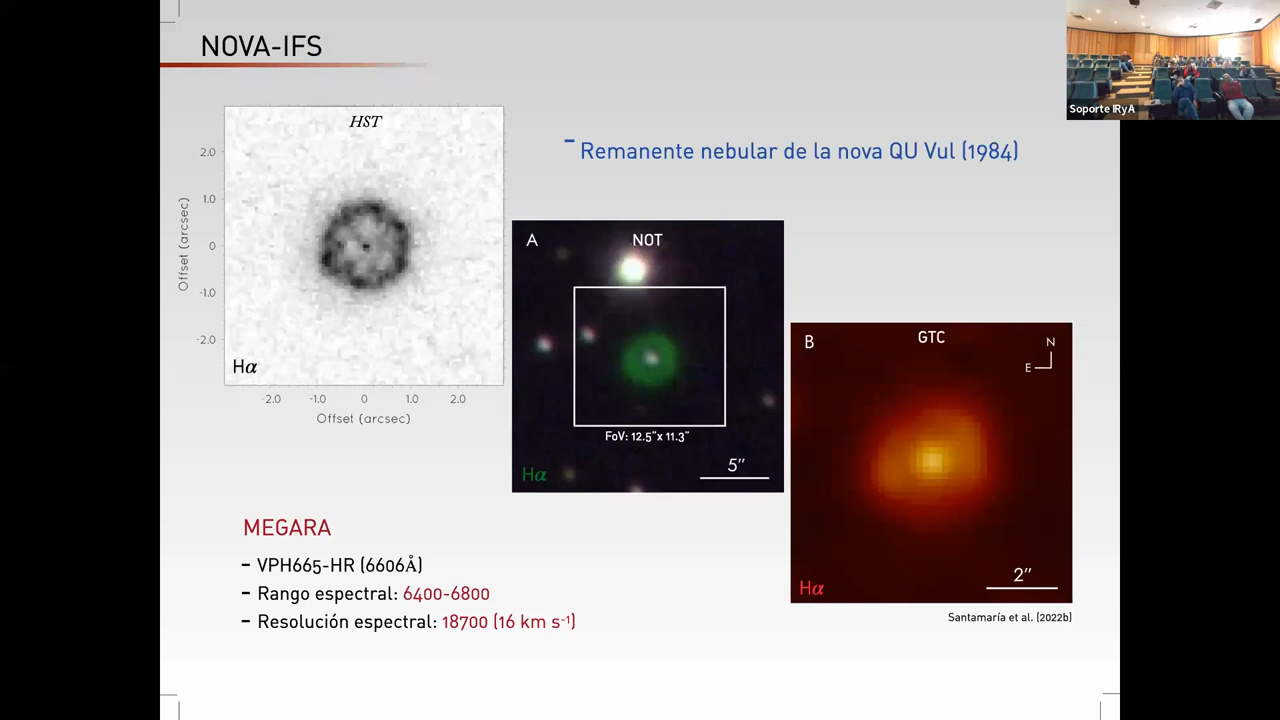 NOVA-IFS
Soporte IRyA
HST
2.0
1.0
0
-1.0
-2.0
Offset (arcsec)
Hα
-2.0 -1.0 0 1.0 2.0
Offset (arcsec)
- Remanente nebular de la nova QU Vul (1984)
A
NOT
FoV: 12.5"x 11.3"
Hα
5"
B
GTC
N
E
Hα
2"
Santamaría et al. (2022b)
MEGARA
- VPH665-HR (6606Å)
- Rango espectral: 6400-6800
- Resolución espectral: 18700 (16 km s⁻¹)